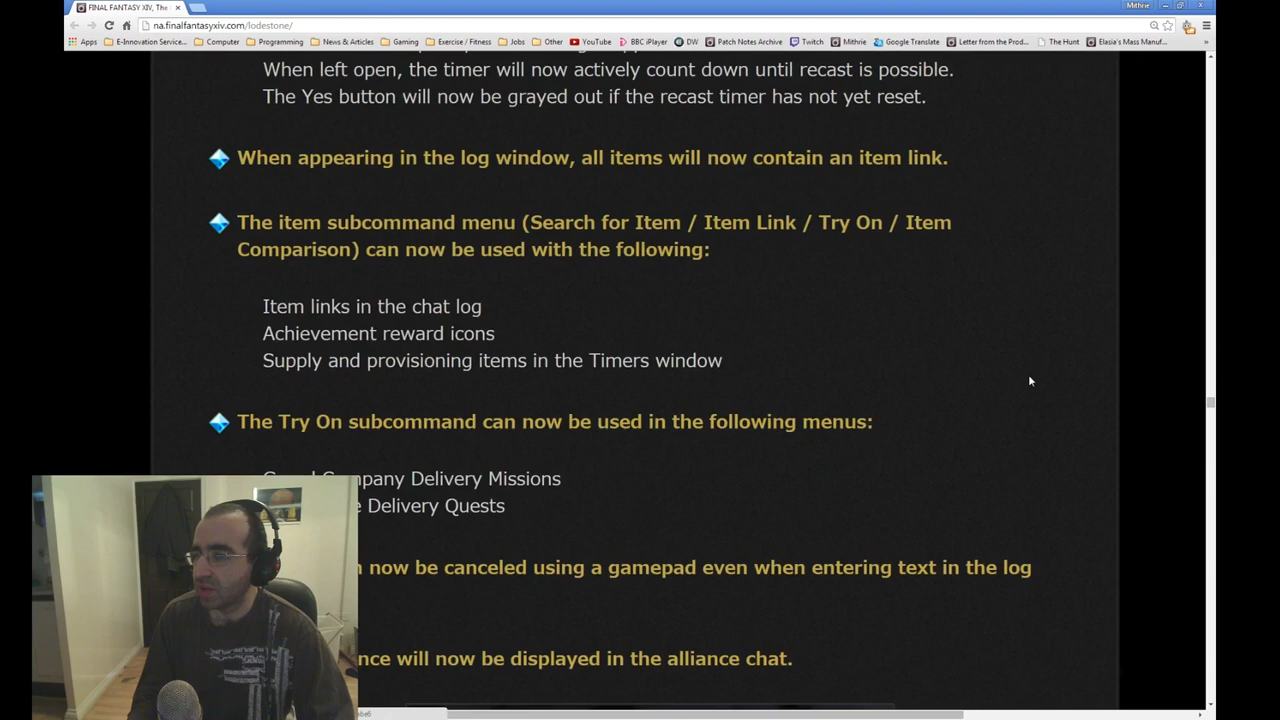 FINAL FANTASY XIV, The L
Mithrie
na.finalfantasyxiv.com/lodestone/
Apps E-Innovation Service... Computer Programming News & Articles Gaming Exercise / Fitness Jobs Other YouTube BBC iPlayer DW Patch Notes Archive Twitch Mithrie Google Translate Letter from the Prod... The Hunt Elasia's Mass Manuf...
When left open, the timer will now actively count down until recast is possible.
The Yes button will now be grayed out if the recast timer has not yet reset.
When appearing in the log window, all items will now contain an item link.
The item subcommand menu (Search for Item / Item Link / Try On / Item
Comparison) can now be used with the following:
Item links in the chat log
Achievement reward icons
Supply and provisioning items in the Timers window
The Try On subcommand can now be used in the following menus:
Grand Company Delivery Missions
Delivery Quests
now be canceled using a gamepad even when entering text in the log
will now be displayed in the alliance chat.